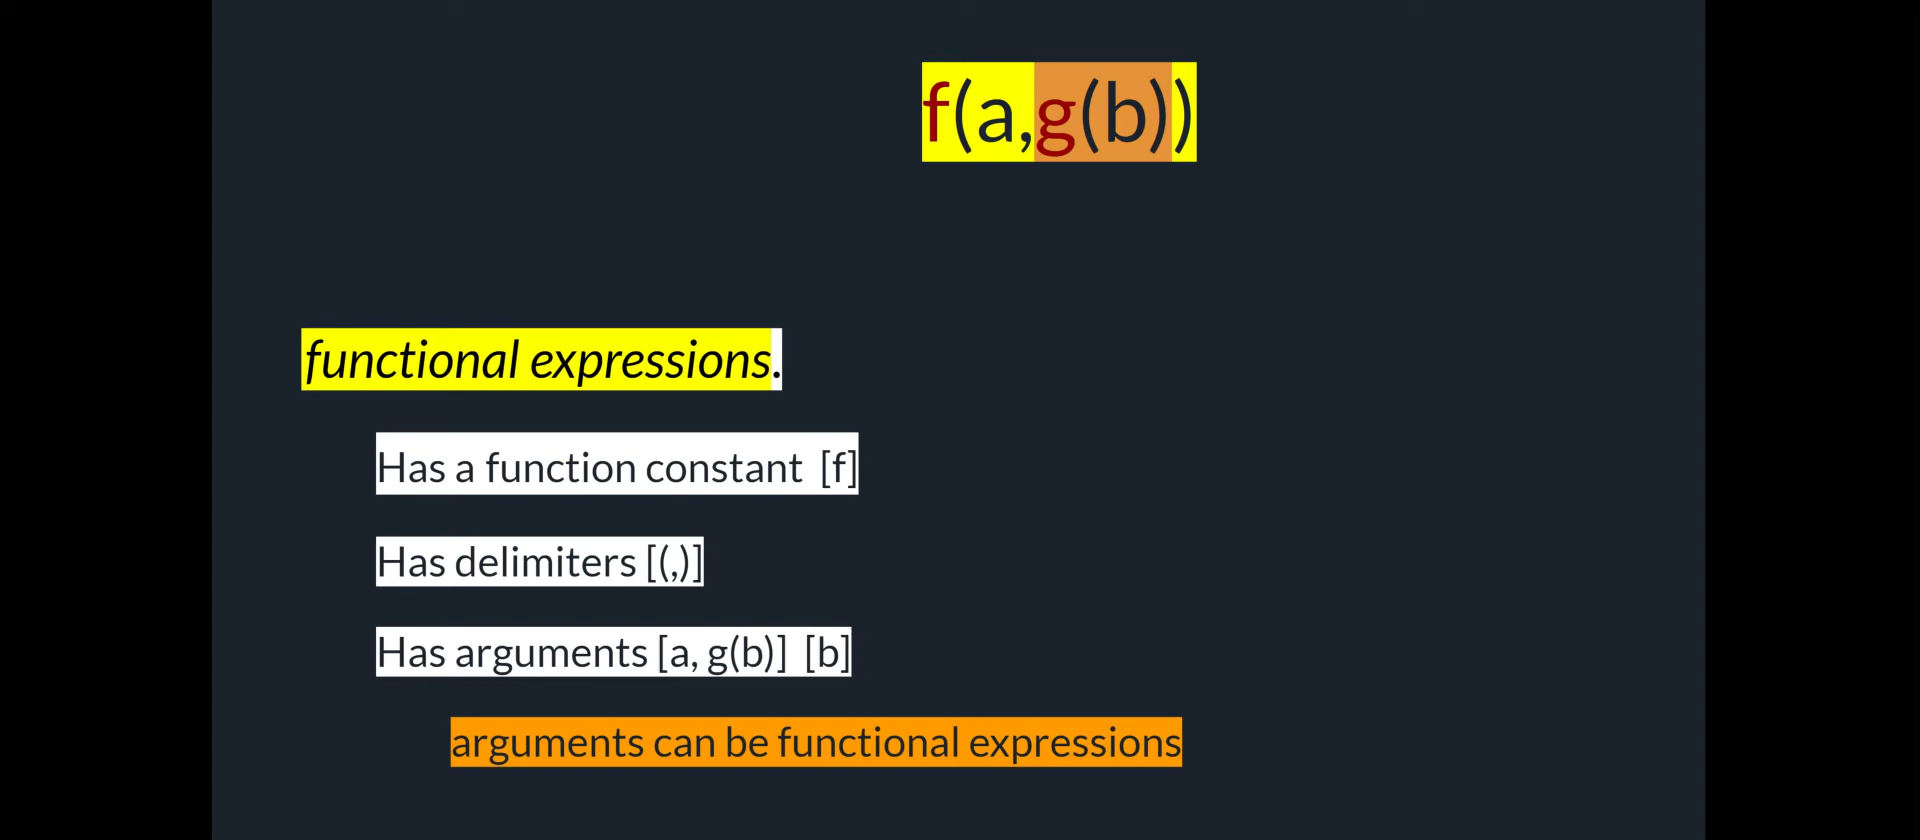 f(a,g(b))
functional expressions.
Has a function constant [f]
Has delimiters [(,)]
Has arguments [a, g(b)] [b]
arguments can be functional expressions